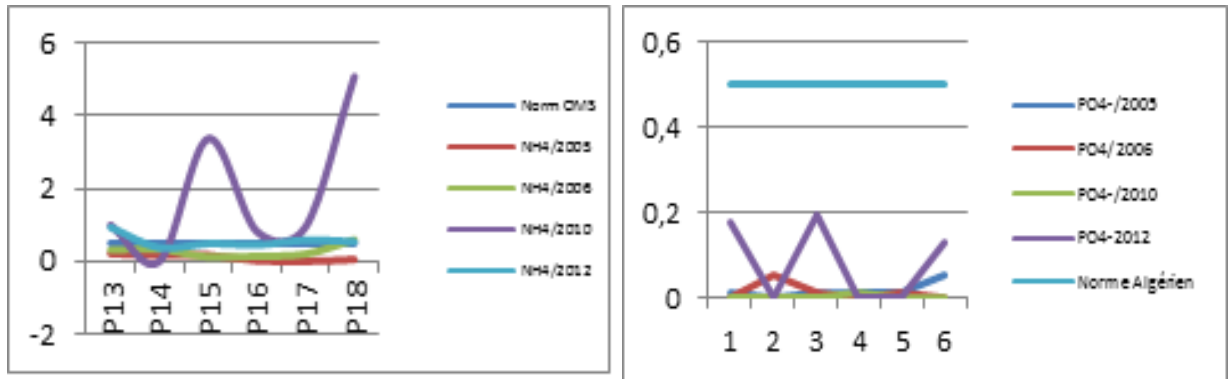 6
4
2
0
-2
P13
P14
P15
P16
P17
P18
Norm OMS
NH4/2005
NH4/2006
NH4/2010
NH4/2012
0,6
0,4
0,2
0
1 2 3 4 5 6
PO4-/2005
PO4/2006
PO4-/2010
PO4-2012
Norme Algérien